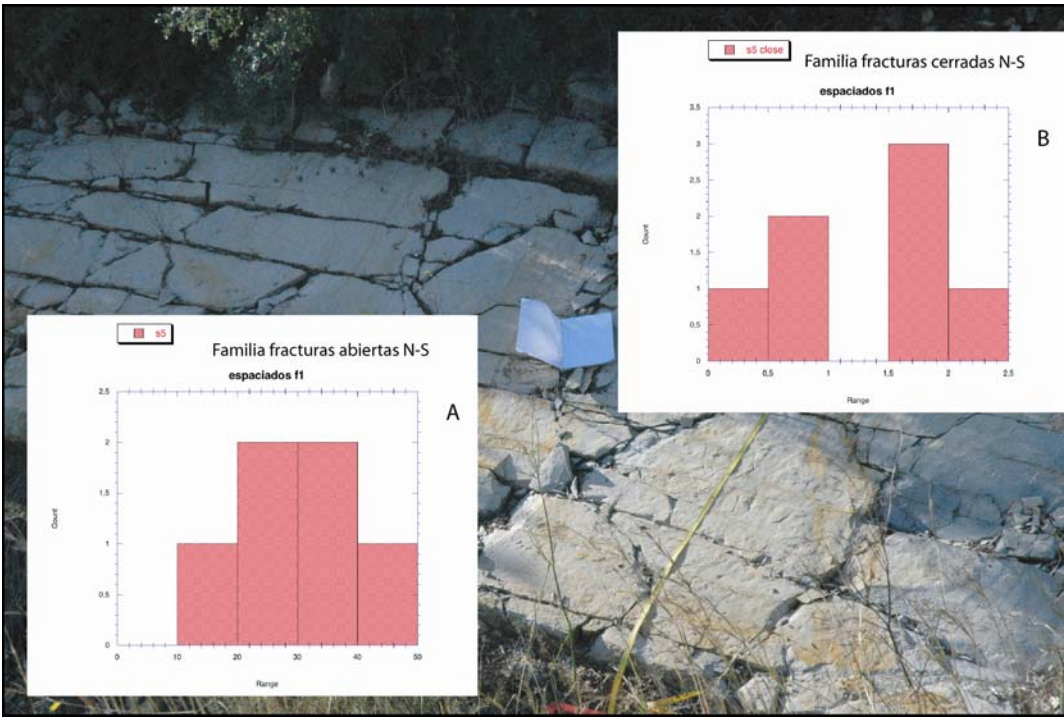 s5 close
Familia fracturas cerradas N-S
espaciados f1
B
3.5
3
2.5
2
1.5
1
0.5
0
Count
0
0,5
1
1,5
2
2.5
Range
s5
Familia fracturas abiertas N-S
espaciados f1
A
2.5
2
1.5
1
0.5
0
Count
0
10
20
30
40
50
Range